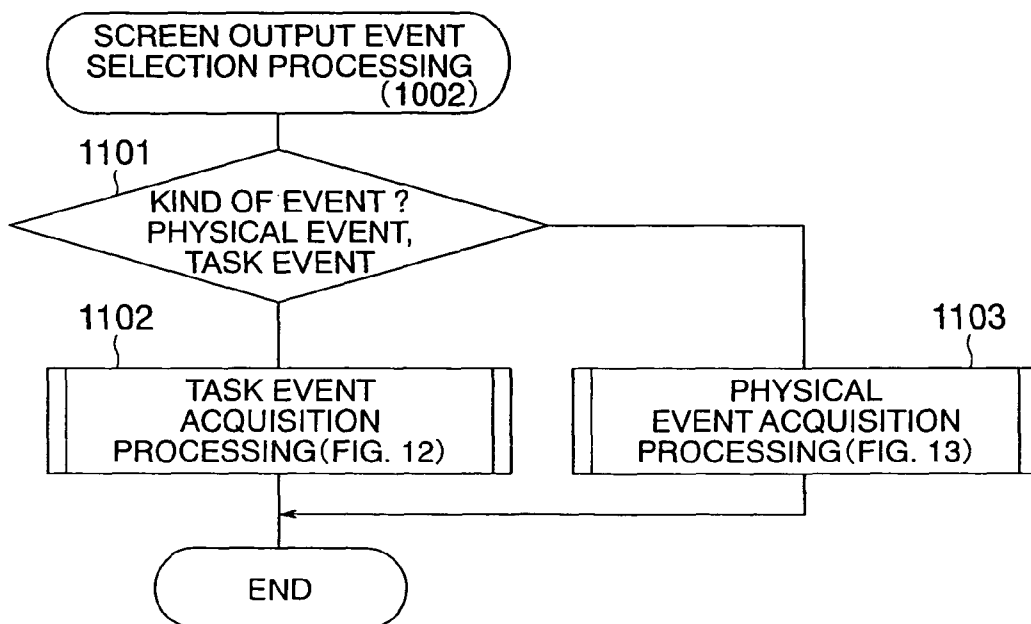 SCREEN OUTPUT EVENT
SELECTION PROCESSING
(1002)
1101
KIND OF EVENT ?
PHYSICAL EVENT,
TASK EVENT
1102
TASK EVENT
ACQUISITION
PROCESSING(FIG. 12)
1103
PHYSICAL
EVENT ACQUISITION
PROCESSING(FIG. 13)
END